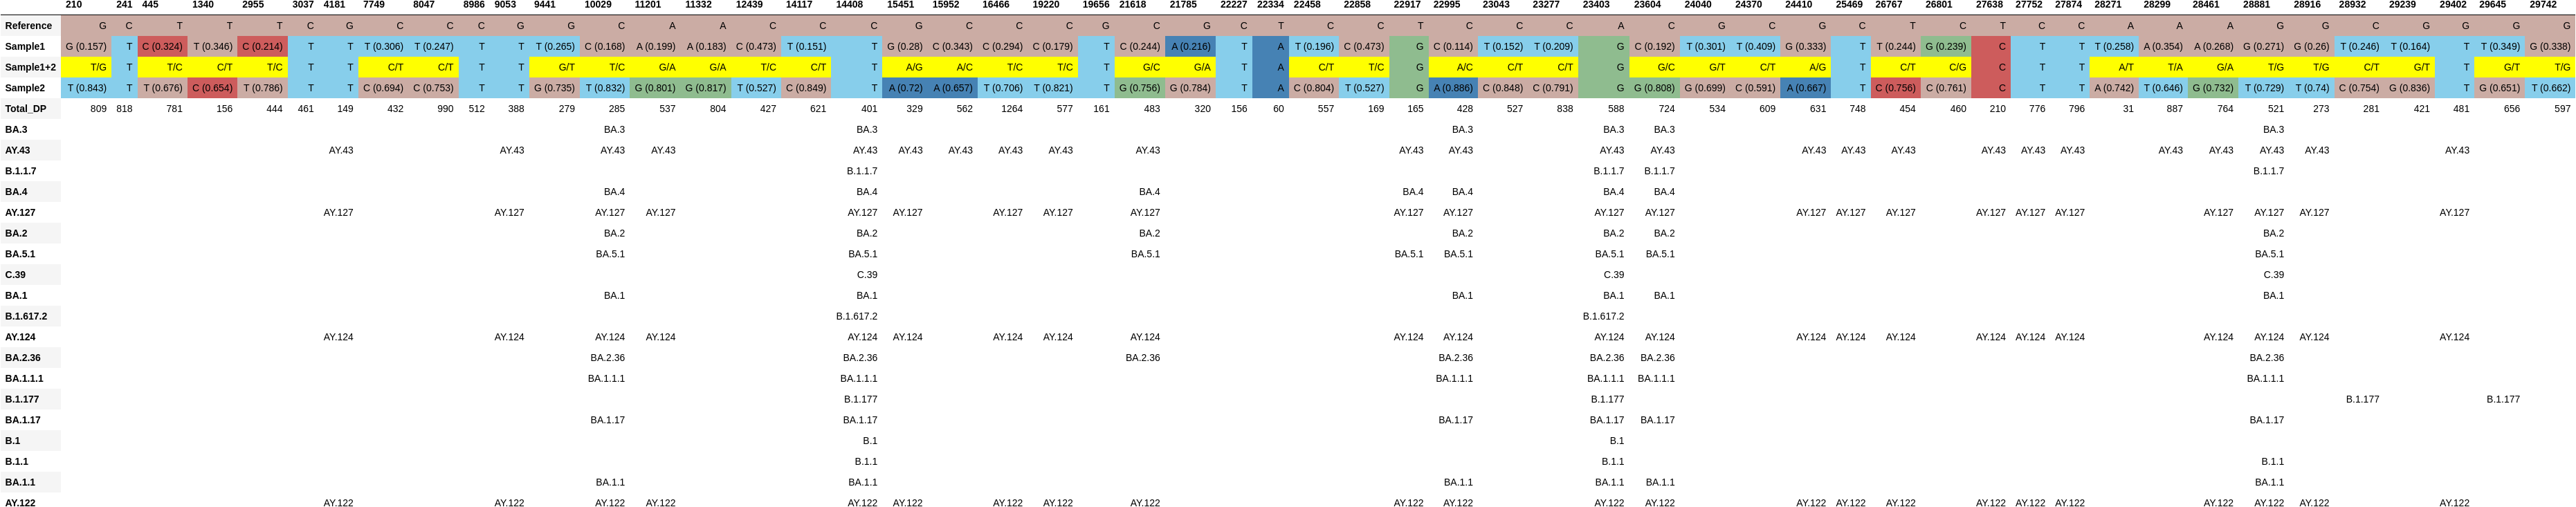 210 241 445 1340 2955 3037 4181 7749 8047 8986 9053 9441 10029 11201 11332 12439 14117 14408 15451 15952 16466 19220 19656 21618 21785 22227 22334 22458 22858 22917 22995 23043 23277 23403 23604 24040 24370 24410 25469 26767 26801 27638 27752 27874 28271 28299 28461 28881 28916 28932 29239 29402 29645 29742
Reference G C T T T C G C C C G G C A A C C C G C C C C C G C T C C T C C C A C G C G C T C T C C A A A G G C G G G G
Sample1 G (0.157) T C (0.324) T (0.346) C (0.214) T T T (0.306) T (0.247) T T T (0.265) C (0.168) A (0.199) A (0.183) C (0.473) T (0.151) T G (0.28) C (0.343) C (0.294) C (0.179) T C (0.244) A (0.216) T A T (0.196) C (0.473) G C (0.114) T (0.152) T (0.209) G C (0.192) T (0.301) T (0.409) G (0.333) T T (0.244) G (0.239) C T T T (0.258) A (0.354) A (0.268) G (0.271) G (0.26) T (0.246) T (0.164) T T (0.349) G (0.338)
Sample1+2 T/G T T/C C/T T/C T T C/T C/T T T G/T T/C G/A G/A T/C C/T T A/G A/C T/C T/C T G/C G/A T A C/T T/C G A/C C/T C/T G G/C G/T C/T A/G T C/T C/G C T T A/T T/A G/A T/G T/G C/T G/T T G/T T/G
Sample2 T (0.843) T T (0.676) C (0.654) T (0.786) T T C (0.694) C (0.753) T T G (0.735) T (0.832) G (0.801) G (0.817) T (0.527) C (0.849) T A (0.72) A (0.657) T (0.706) T (0.821) T G (0.756) G (0.784) T A C (0.804) T (0.527) G A (0.886) C (0.848) C (0.791) G G (0.808) G (0.699) C (0.591) A (0.667) T C (0.756) C (0.761) C T T A (0.742) T (0.646) G (0.732) T (0.729) T (0.74) C (0.754) G (0.836) T G (0.651) T (0.662)
Total_DP 809 818 781 156 444 461 149 432 990 512 388 279 285 537 804 427 621 401 329 562 1264 577 161 483 320 156 60 557 169 165 428 527 838 588 724 534 609 631 748 454 460 210 776 796 31 887 764 521 273 281 421 481 656 597
BA.3 BA.3 BA.3 BA.3 BA.3 BA.3 BA.3
AY.43 AY.43 AY.43 AY.43 AY.43 AY.43 AY.43 AY.43 AY.43 AY.43 AY.43 AY.43 AY.43 AY.43 AY.43 AY.43 AY.43 AY.43 AY.43 AY.43 AY.43 AY.43 AY.43 AY.43 AY.43 AY.43
B.1.1.7 B.1.1.7 B.1.1.7 B.1.1.7 B.1.1.7
BA.4 BA.4 BA.4 BA.4 BA.4 BA.4 BA.4 BA.4
AY.127 AY.127 AY.127 AY.127 AY.127 AY.127 AY.127 AY.127 AY.127 AY.127 AY.127 AY.127 AY.127 AY.127 AY.127 AY.127 AY.127 AY.127 AY.127 AY.127 AY.127 AY.127 AY.127 AY.127
BA.2 BA.2 BA.2 BA.2 BA.2 BA.2 BA.2 BA.2
BA.5.1 BA.5.1 BA.5.1 BA.5.1 BA.5.1 BA.5.1 BA.5.1 BA.5.1 BA.5.1
C.39 C.39 C.39 C.39
BA.1 BA.1 BA.1 BA.1 BA.1 BA.1 BA.1
B.1.617.2 B.1.617.2 B.1.617.2
AY.124 AY.124 AY.124 AY.124 AY.124 AY.124 AY.124 AY.124 AY.124 AY.124 AY.124 AY.124 AY.124 AY.124 AY.124 AY.124 AY.124 AY.124 AY.124 AY.124 AY.124 AY.124 AY.124 AY.124
BA.2.36 BA.2.36 BA.2.36 BA.2.36 BA.2.36 BA.2.36 BA.2.36 BA.2.36
BA.1.1.1 BA.1.1.1 BA.1.1.1 BA.1.1.1 BA.1.1.1 BA.1.1.1 BA.1.1.1
B.1.177 B.1.177 B.1.177 B.1.177 B.1.177
BA.1.17 BA.1.17 BA.1.17 BA.1.17 BA.1.17 BA.1.17 BA.1.17
B.1 B.1 B.1
B.1.1 B.1.1 B.1.1 B.1.1
BA.1.1 BA.1.1 BA.1.1 BA.1.1 BA.1.1 BA.1.1 BA.1.1
AY.122 AY.122 AY.122 AY.122 AY.122 AY.122 AY.122 AY.122 AY.122 AY.122 AY.122 AY.122 AY.122 AY.122 AY.122 AY.122 AY.122 AY.122 AY.122 AY.122 AY.122 AY.122 AY.122 AY.122